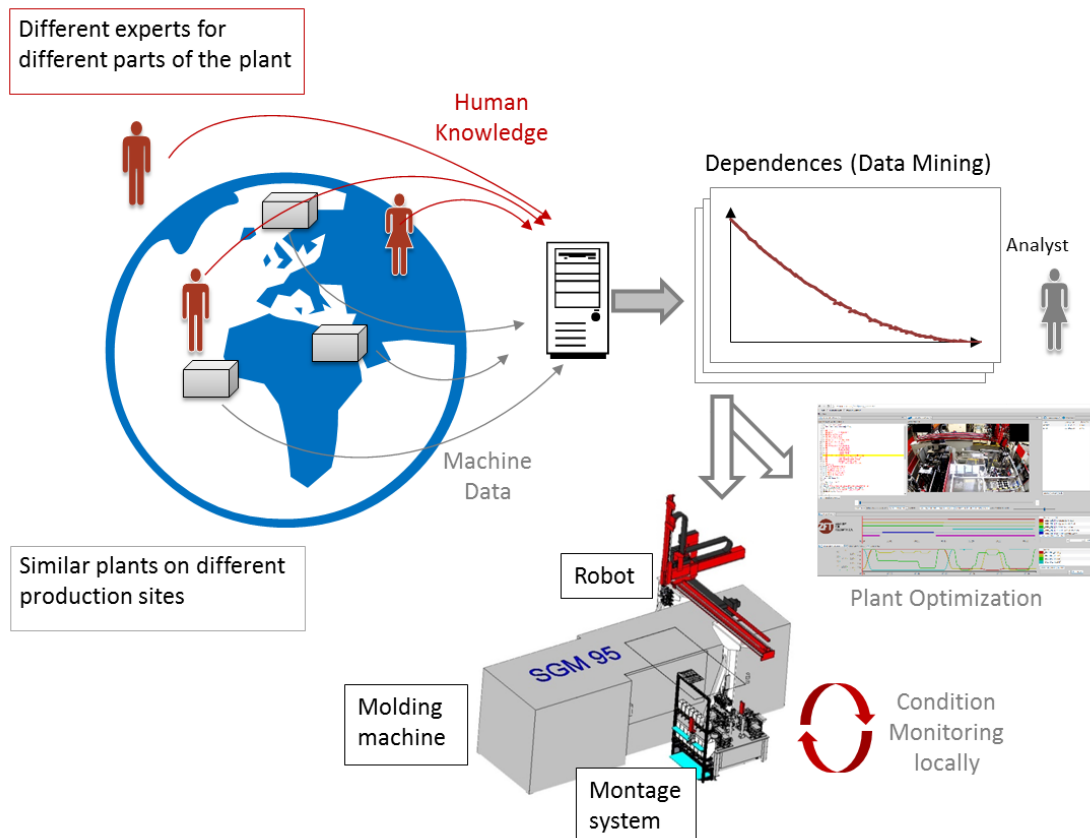 Different experts for
different parts of the plant
Human
Knowledge
Dependences (Data Mining)
Analyst
Machine
Data
Similar plants on different
production sites
Robot
Plant Optimization
SGM 95
Molding
machine
Condition
Monitoring
locally
Montage
system